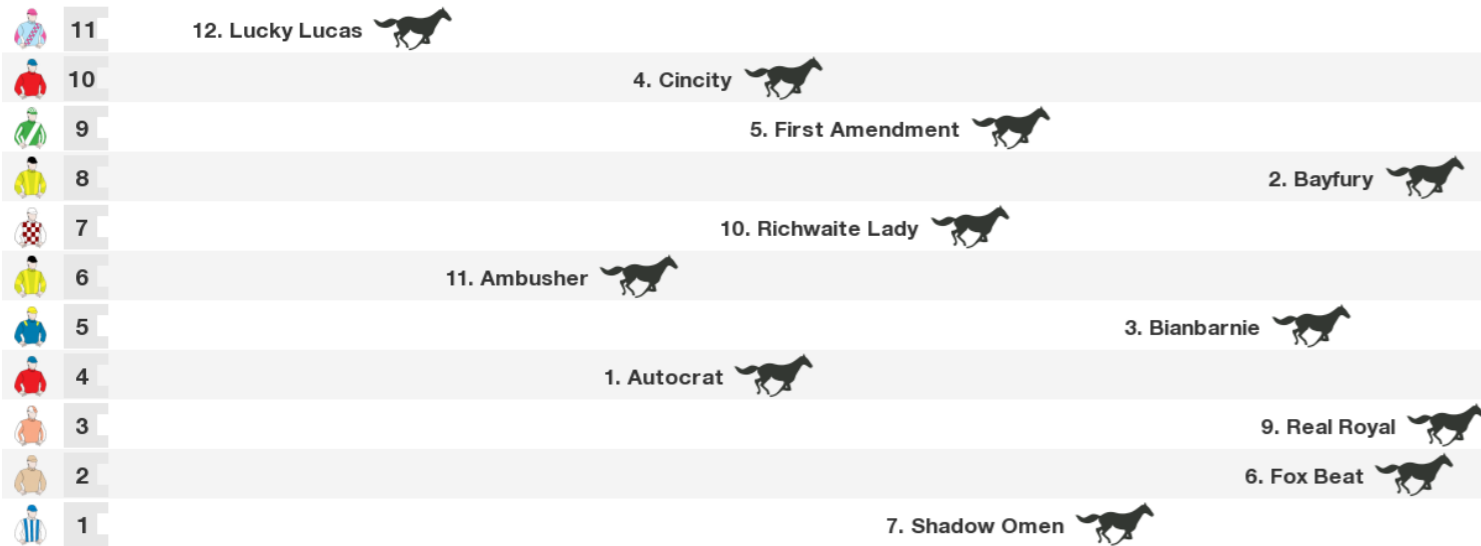 11 12. Lucky Lucas
10 4. Cincity
9 5. First Amendment
8 2. Bayfury
7 10. Richwaite Lady
6 11. Ambusher
5 3. Bianbarnie
4 1. Autocrat
3 9. Real Royal
2 6. Fox Beat
1 7. Shadow Omen